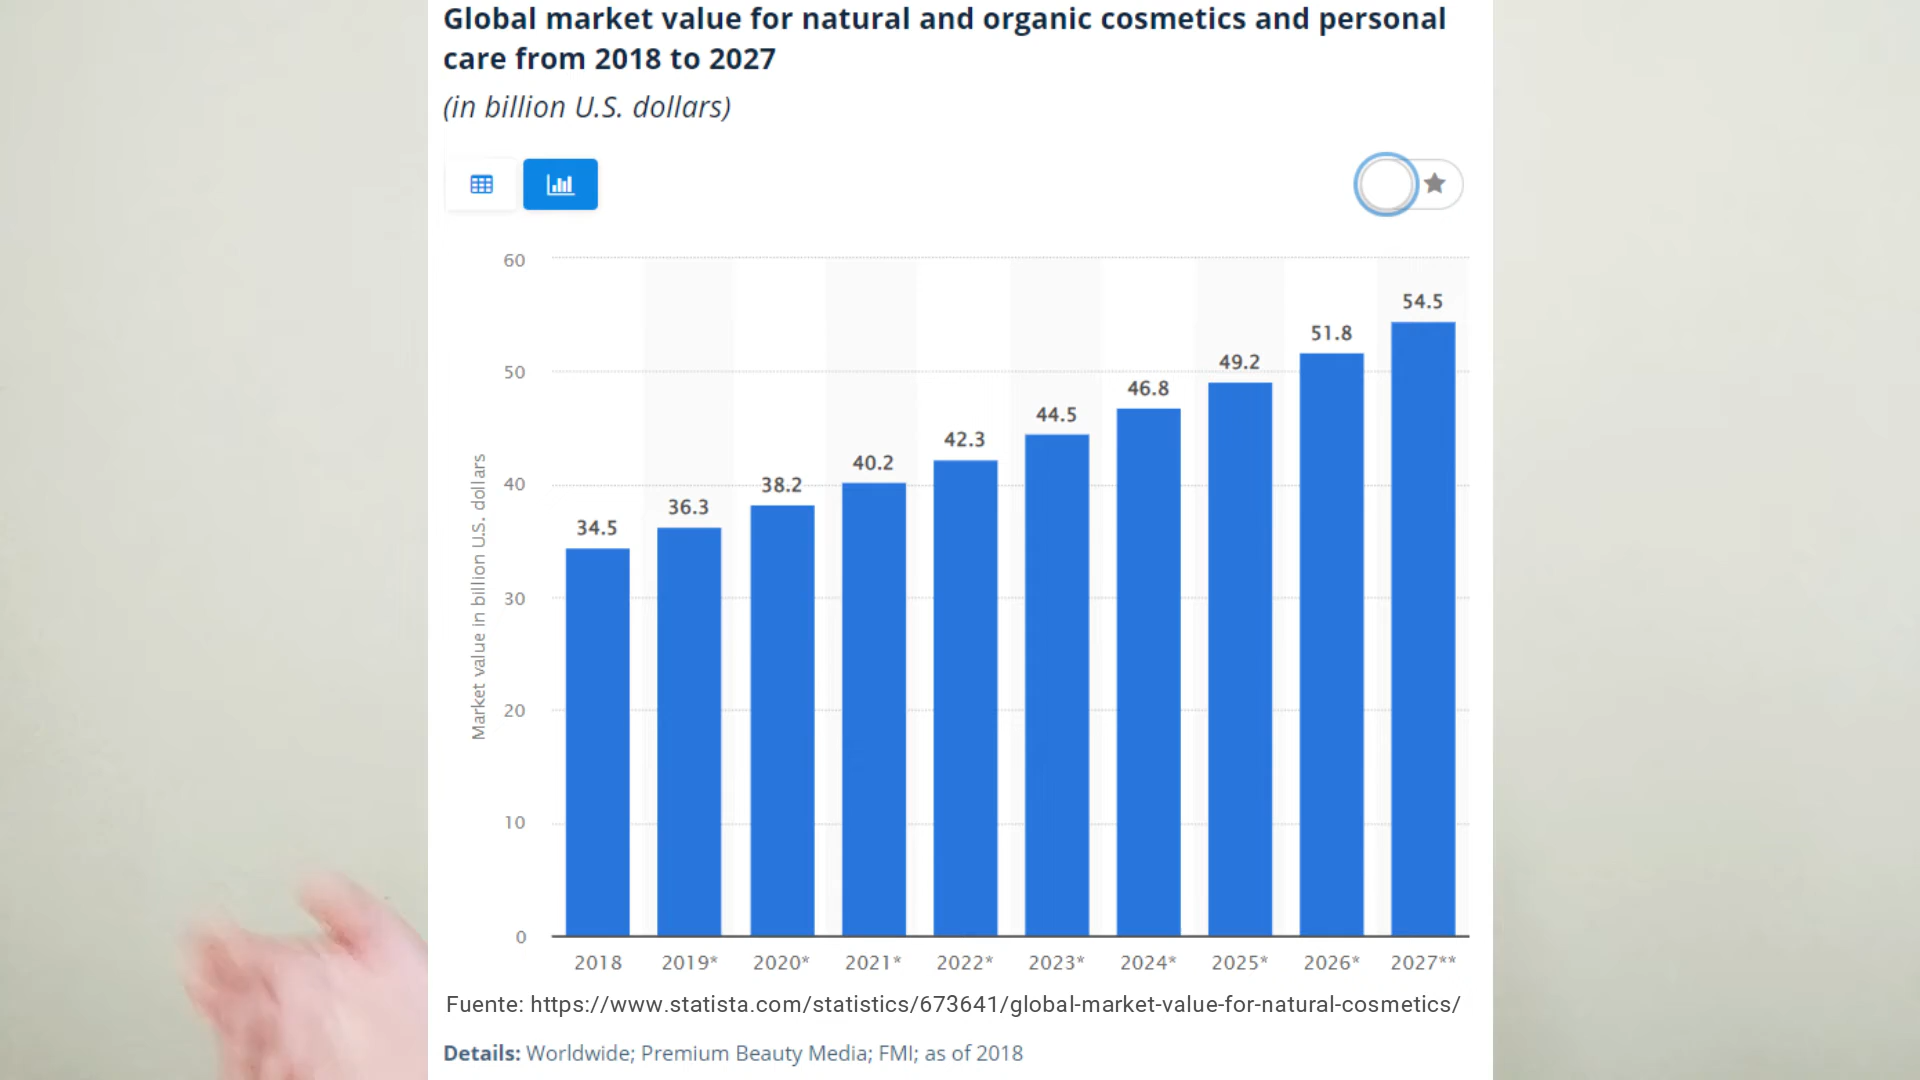 Global market value for natural and organic cosmetics and personal
care from 2018 to 2027
(in billion U.S. dollars)
60
50
40
30
20
10
0
Market value in billion U.S. dollars
34.5
36.3
38.2
40.2
42.3
44.5
46.8
49.2
51.8
54.5
2018 2019* 2020* 2021* 2022* 2023* 2024* 2025* 2026* 2027**
Fuente: https://www.statista.com/statistics/673641/global-market-value-for-natural-cosmetics/
Details: Worldwide; Premium Beauty Media; FMI; as of 2018